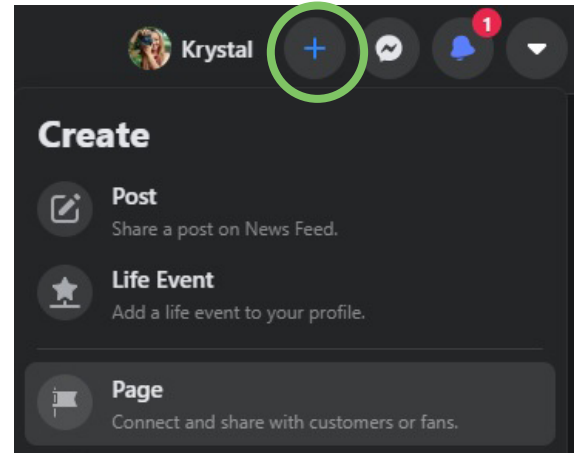 Krystal
1
Create
Post
Share a post on News Feed.
Life Event
Add a life event to your profile.
Page
Connect and share with customers or fans.